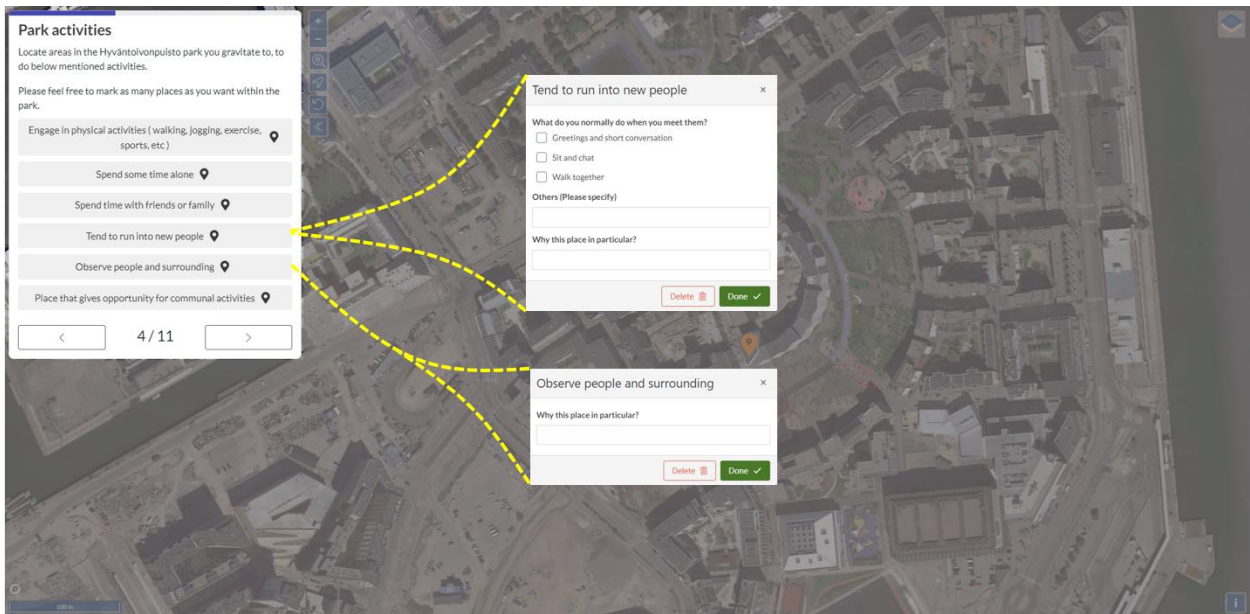 Park activities
Locate areas in the Hyväntoivonpuisto park you gravitate to, to
do below mentioned activities.
Please feel free to mark as many places as you want within the
park.
Engage in physical activities ( walking, jogging, exercise,
sports, etc )
Spend some time alone
Spend time with friends or family
Tend to run into new people
Observe people and surrounding
Place that gives opportunity for communal activities
4 / 11
Tend to run into new people
What do you normally do when you meet them?
Greetings and short conversation
Sit and chat
Walk together
Others (Please specify)
Why this place in particular?
Delete
Done
Observe people and surrounding
Why this place in particular?
Delete
Done
100 m